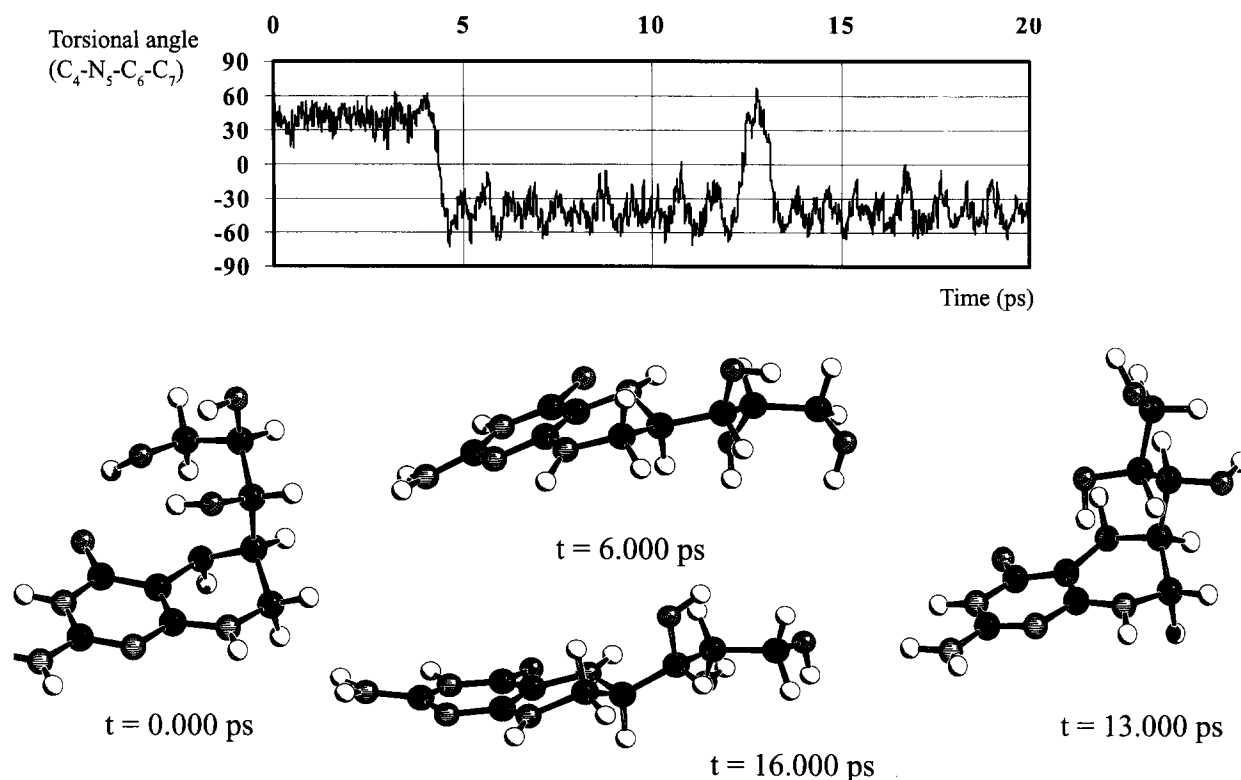 0 5 10 15 20
Torsional angle
(C₄-N₅-C₆-C₇)
90
60
30
0
-30
-60
-90
Time (ps)
t = 6.000 ps
t = 0.000 ps
t = 13.000 ps
t = 16.000 ps